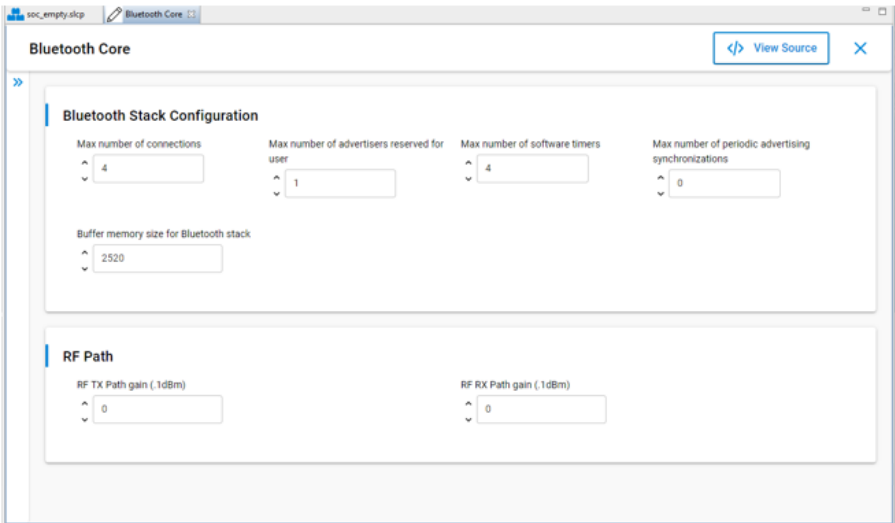 soc_empty.slcp
Bluetooth Core
Bluetooth Core
</> View Source
Bluetooth Stack Configuration
Max number of connections
4
Max number of advertisers reserved for
user
1
Max number of software timers
4
Max number of periodic advertising
synchronizations
0
Buffer memory size for Bluetooth stack
2520
RF Path
RF TX Path gain (.1dBm)
0
RF RX Path gain (.1dBm)
0